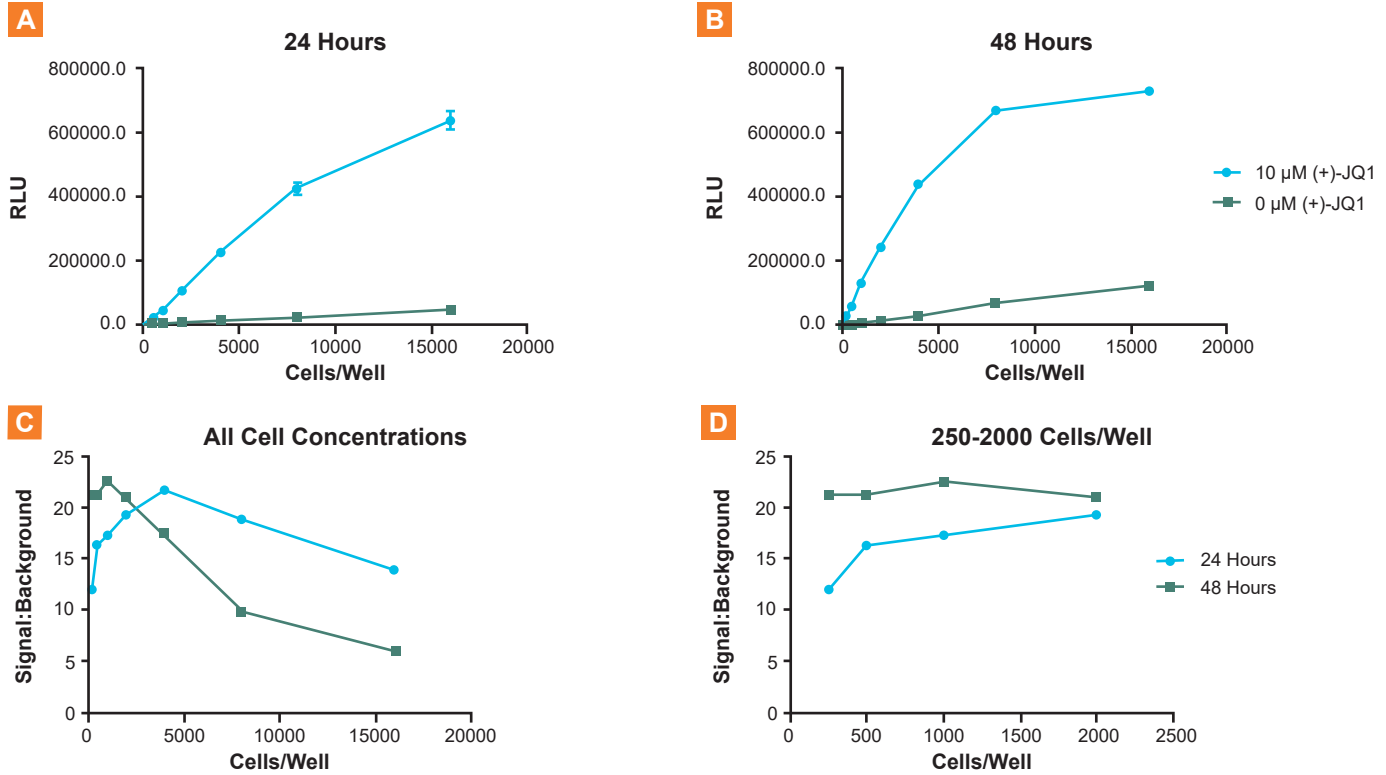 A
24 Hours
800000.0
600000.0
400000.0
200000.0
0.0
RLU
0 5000 10000 15000 20000
Cells/Well
B
48 Hours
800000.0
600000.0
400000.0
200000.0
0.0
RLU
0 5000 10000 15000 20000
Cells/Well
10 µM (+)-JQ1
0 µM (+)-JQ1
C
All Cell Concentrations
25
20
15
10
5
0
Signal:Background
0 5000 10000 15000 20000
Cells/Well
D
250-2000 Cells/Well
25
20
15
10
5
0
Signal:Background
0 500 1000 1500 2000 2500
Cells/Well
24 Hours
48 Hours